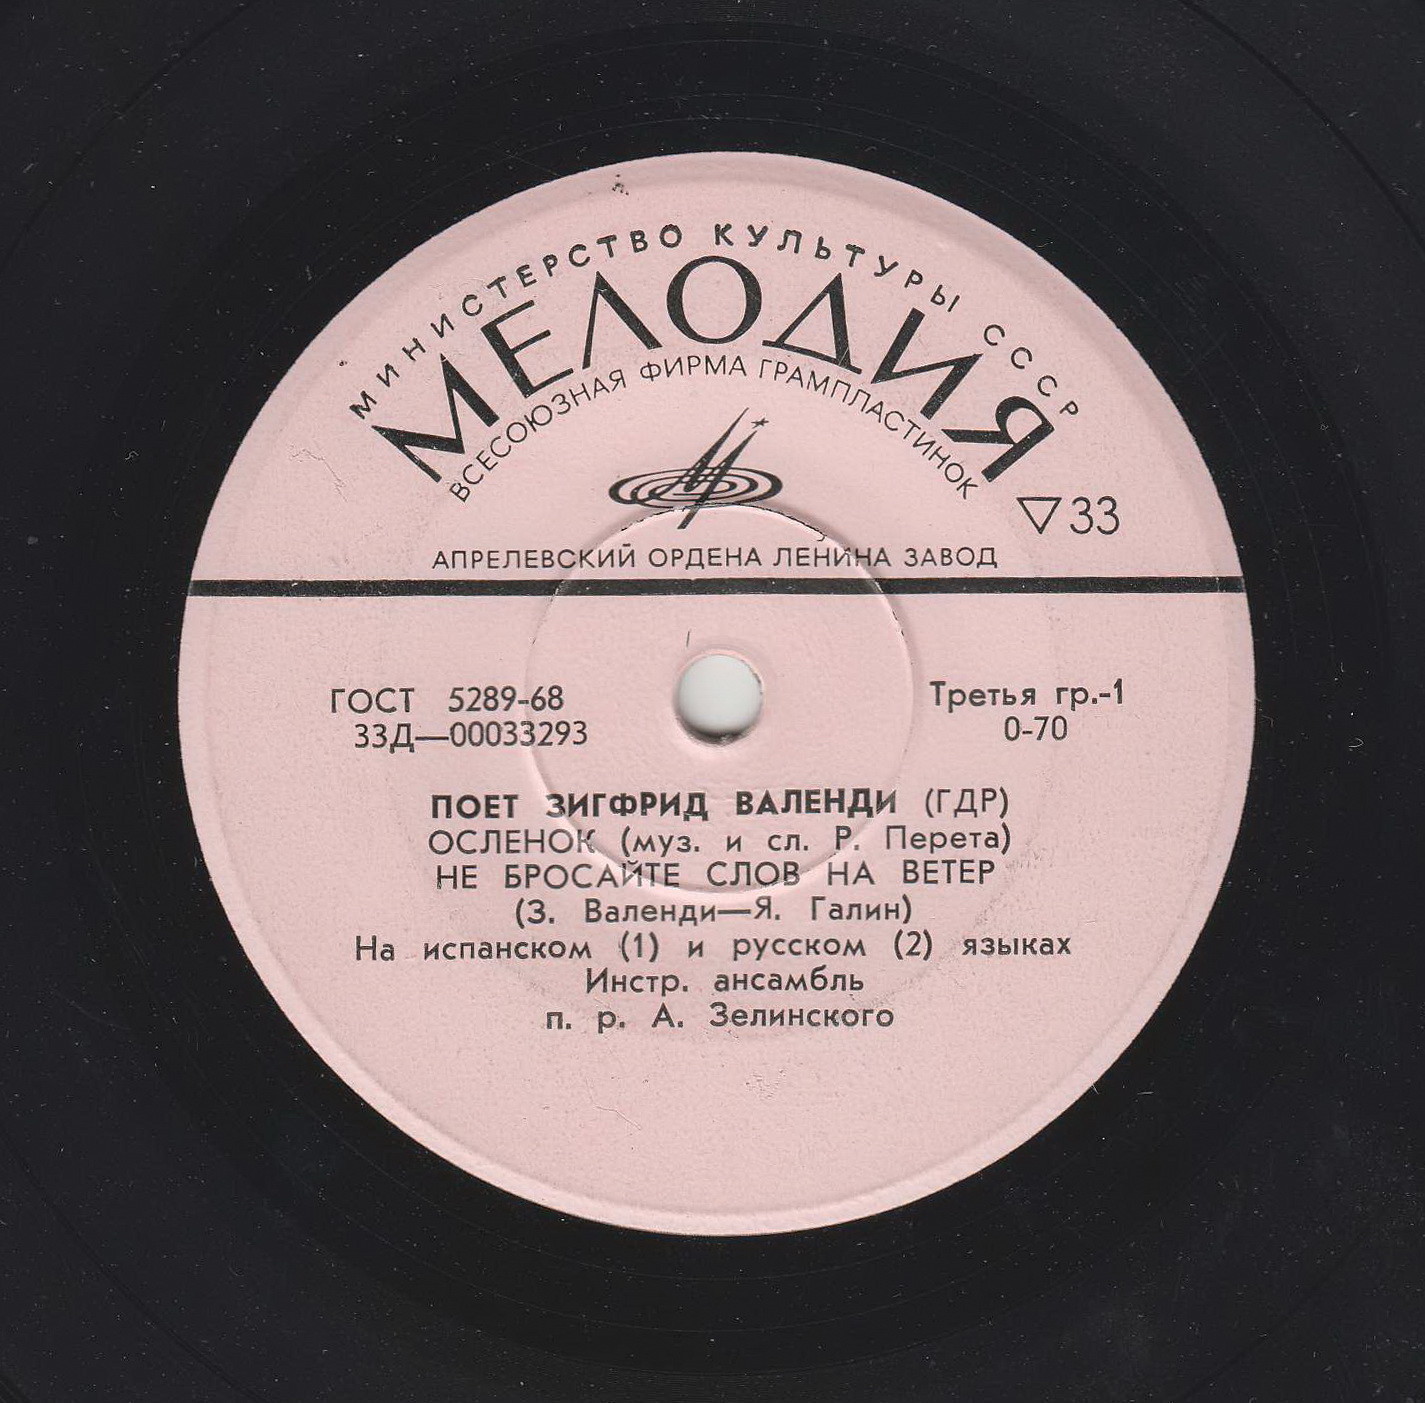 МИНИСТЕРСТВО КУЛЬТУРЫ СССР
МЕЛОДИЯ
ВСЕСОЮЗНАЯ ФИРМА ГРАМПЛАСТИНОК
▽33
АПРЕЛЕВСКИЙ ОРДЕНА ЛЕНИНА ЗАВОД
ГОСТ 5289-68
Третья гр.-1
33Д—00033293
0-70
ПОЕТ ЗИГФРИД ВАЛЕНДИ (ГДР)
ОСЛЕНОК (муз. и сл. Р. Перета)
НЕ БРОСАЙТЕ СЛОВ НА ВЕТЕР
(З. Валенди—Я. Галин)
На испанском (1) и русском (2) языках
Инстр. ансамбль
п. р. А. Зелинского